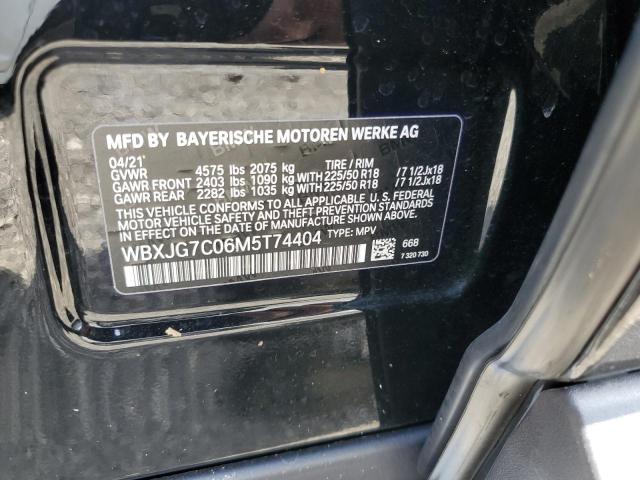 MFD BY BAYERISCHE MOTOREN WERKE AG
04/21
GVWR 4575 lbs 2075 kg TIRE / RIM
GAWR FRONT 2403 lbs 1090 kg WITH 225/50 R18 /7 1/2Jx18
GAWR REAR 2282 lbs 1035 kg WITH 225/50 R18 /7 1/2Jx18
THIS VEHICLE CONFORMS TO ALL APPLICABLE U.S. FEDERAL
MOTOR VEHICLE SAFETY AND THEFT PREVENTION STANDARDS
IN EFFECT ON THE DATE OF MANUFACTURE SHOWN ABOVE.
WBXJG7C06M5T74404 TYPE: MPV
668
7 320 730